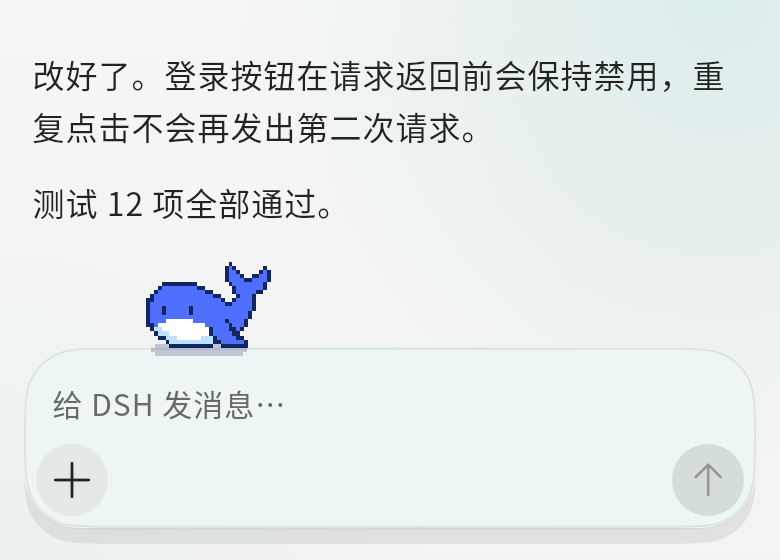 改好了。登录按钮在请求返回前会保持禁用，重
复点击不会再发出第二次请求。
测试 12 项全部通过。
给 DSH 发消息…